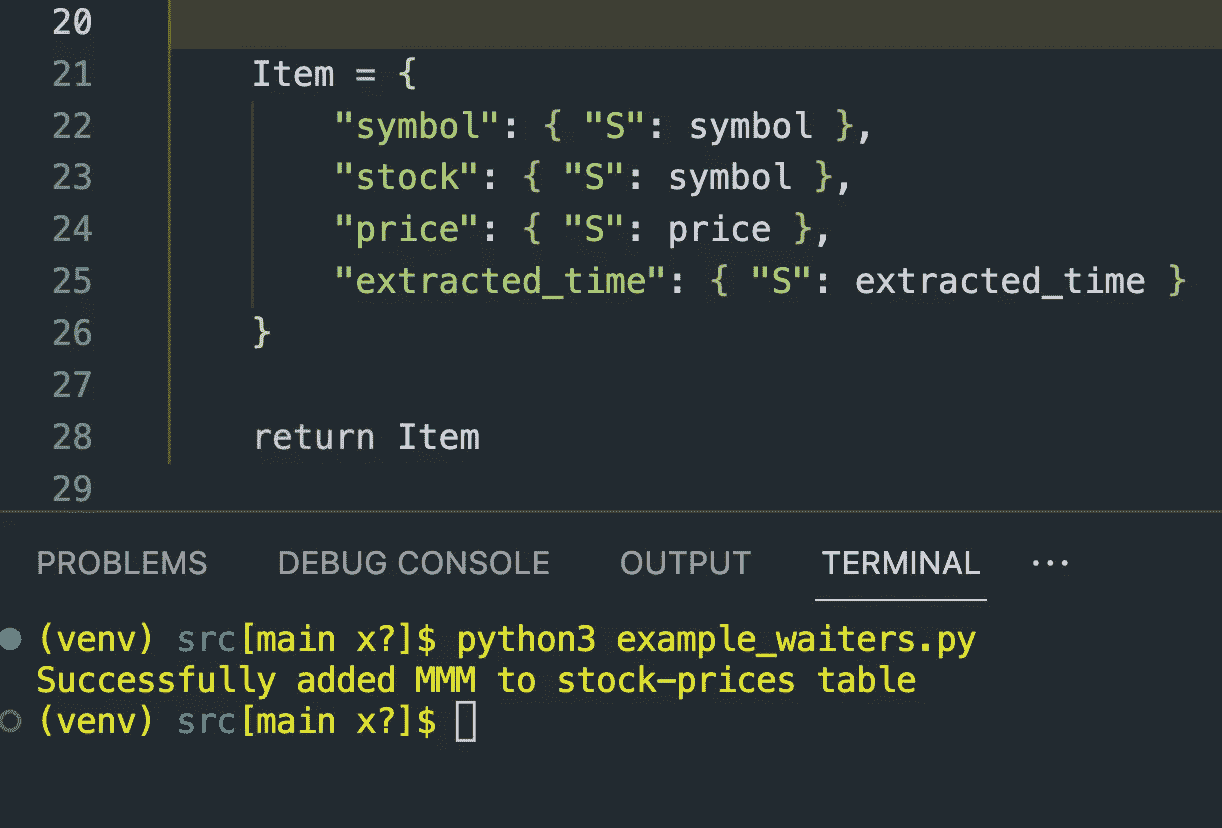 20
21 Item = {
22 "symbol": { "S": symbol },
23 "stock": { "S": symbol },
24 "price": { "S": price },
25 "extracted_time": { "S": extracted_time }
26 }
27
28 return Item
29
PROBLEMS DEBUG CONSOLE OUTPUT TERMINAL ···
(venv) src[main x?]$ python3 example_waiters.py
Successfully added MMM to stock-prices table
(venv) src[main x?]$